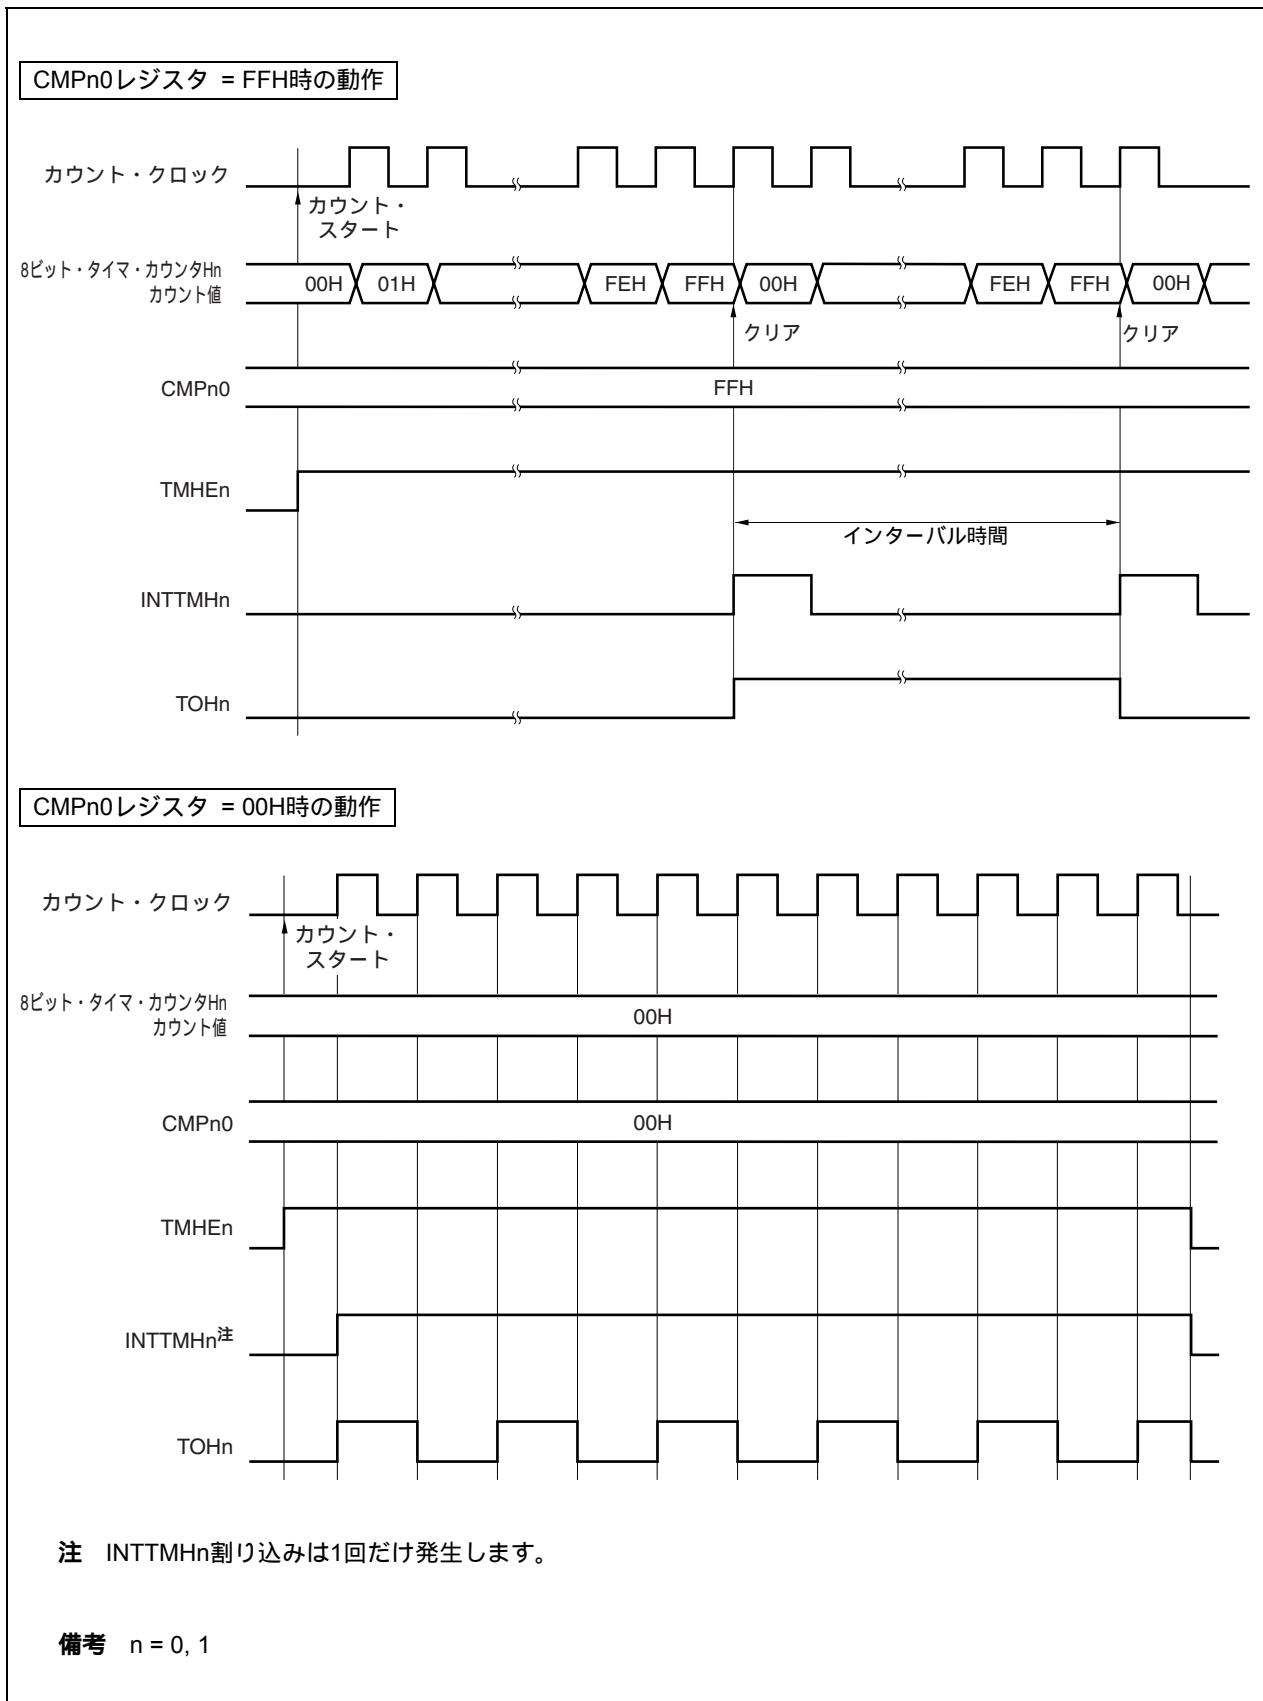 CMPn0レジスタ = FFH時の動作
カウント・クロック
カウント・
スタート
8ビット・タイマ・カウンタHn
カウント値
00H 01H FEH FFH 00H FEH FFH 00H
クリア クリア
CMPn0 FFH
TMHEn
インターバル時間
INTTMHn
TOHn
CMPn0レジスタ = 00H時の動作
カウント・クロック
カウント・
スタート
8ビット・タイマ・カウンタHn
カウント値
00H
CMPn0 00H
TMHEn
INTTMHn注
TOHn
注 INTTMHn割り込みは1回だけ発生します。
備考 n = 0, 1